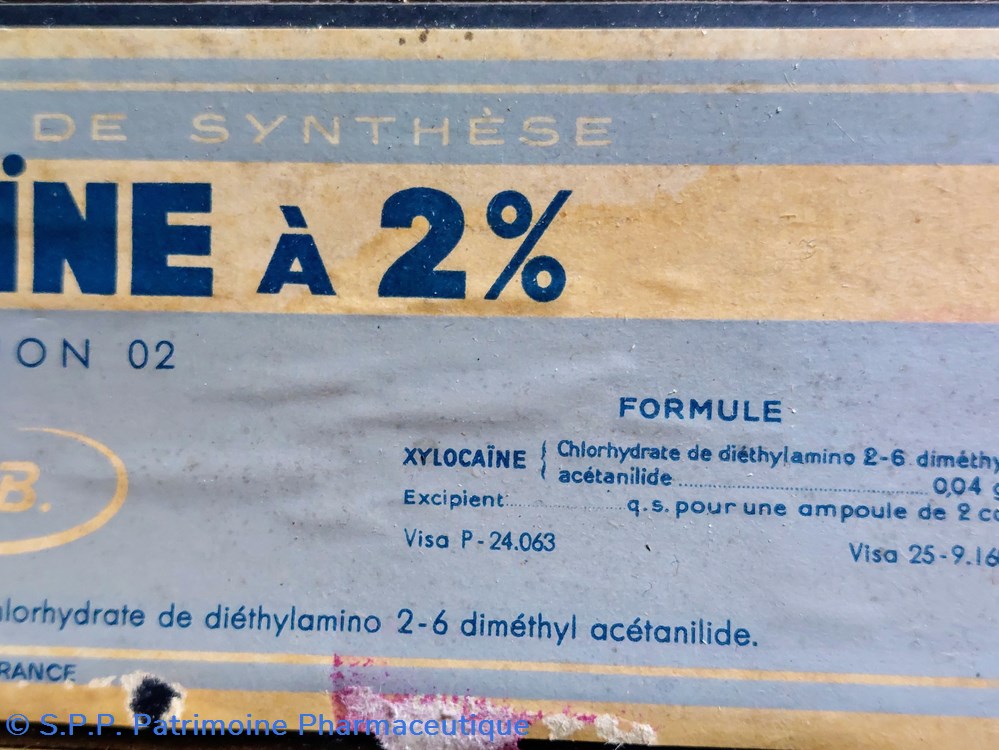 DE SYNTHÈSE
ÏNE À 2%
ION 02
B.
FORMULE
XYLOCAÏNE { Chlorhydrate de diéthylamino 2-6 diméthy
acétanilide 0,04 g
Excipient q.s. pour une ampoule de 2 cc
Visa P-24.063
Visa 25-9.16
hlorhydrate de diéthylamino 2-6 diméthyl acétanilide.
RANCE
© S.P.P. Patrimoine Pharmaceutique